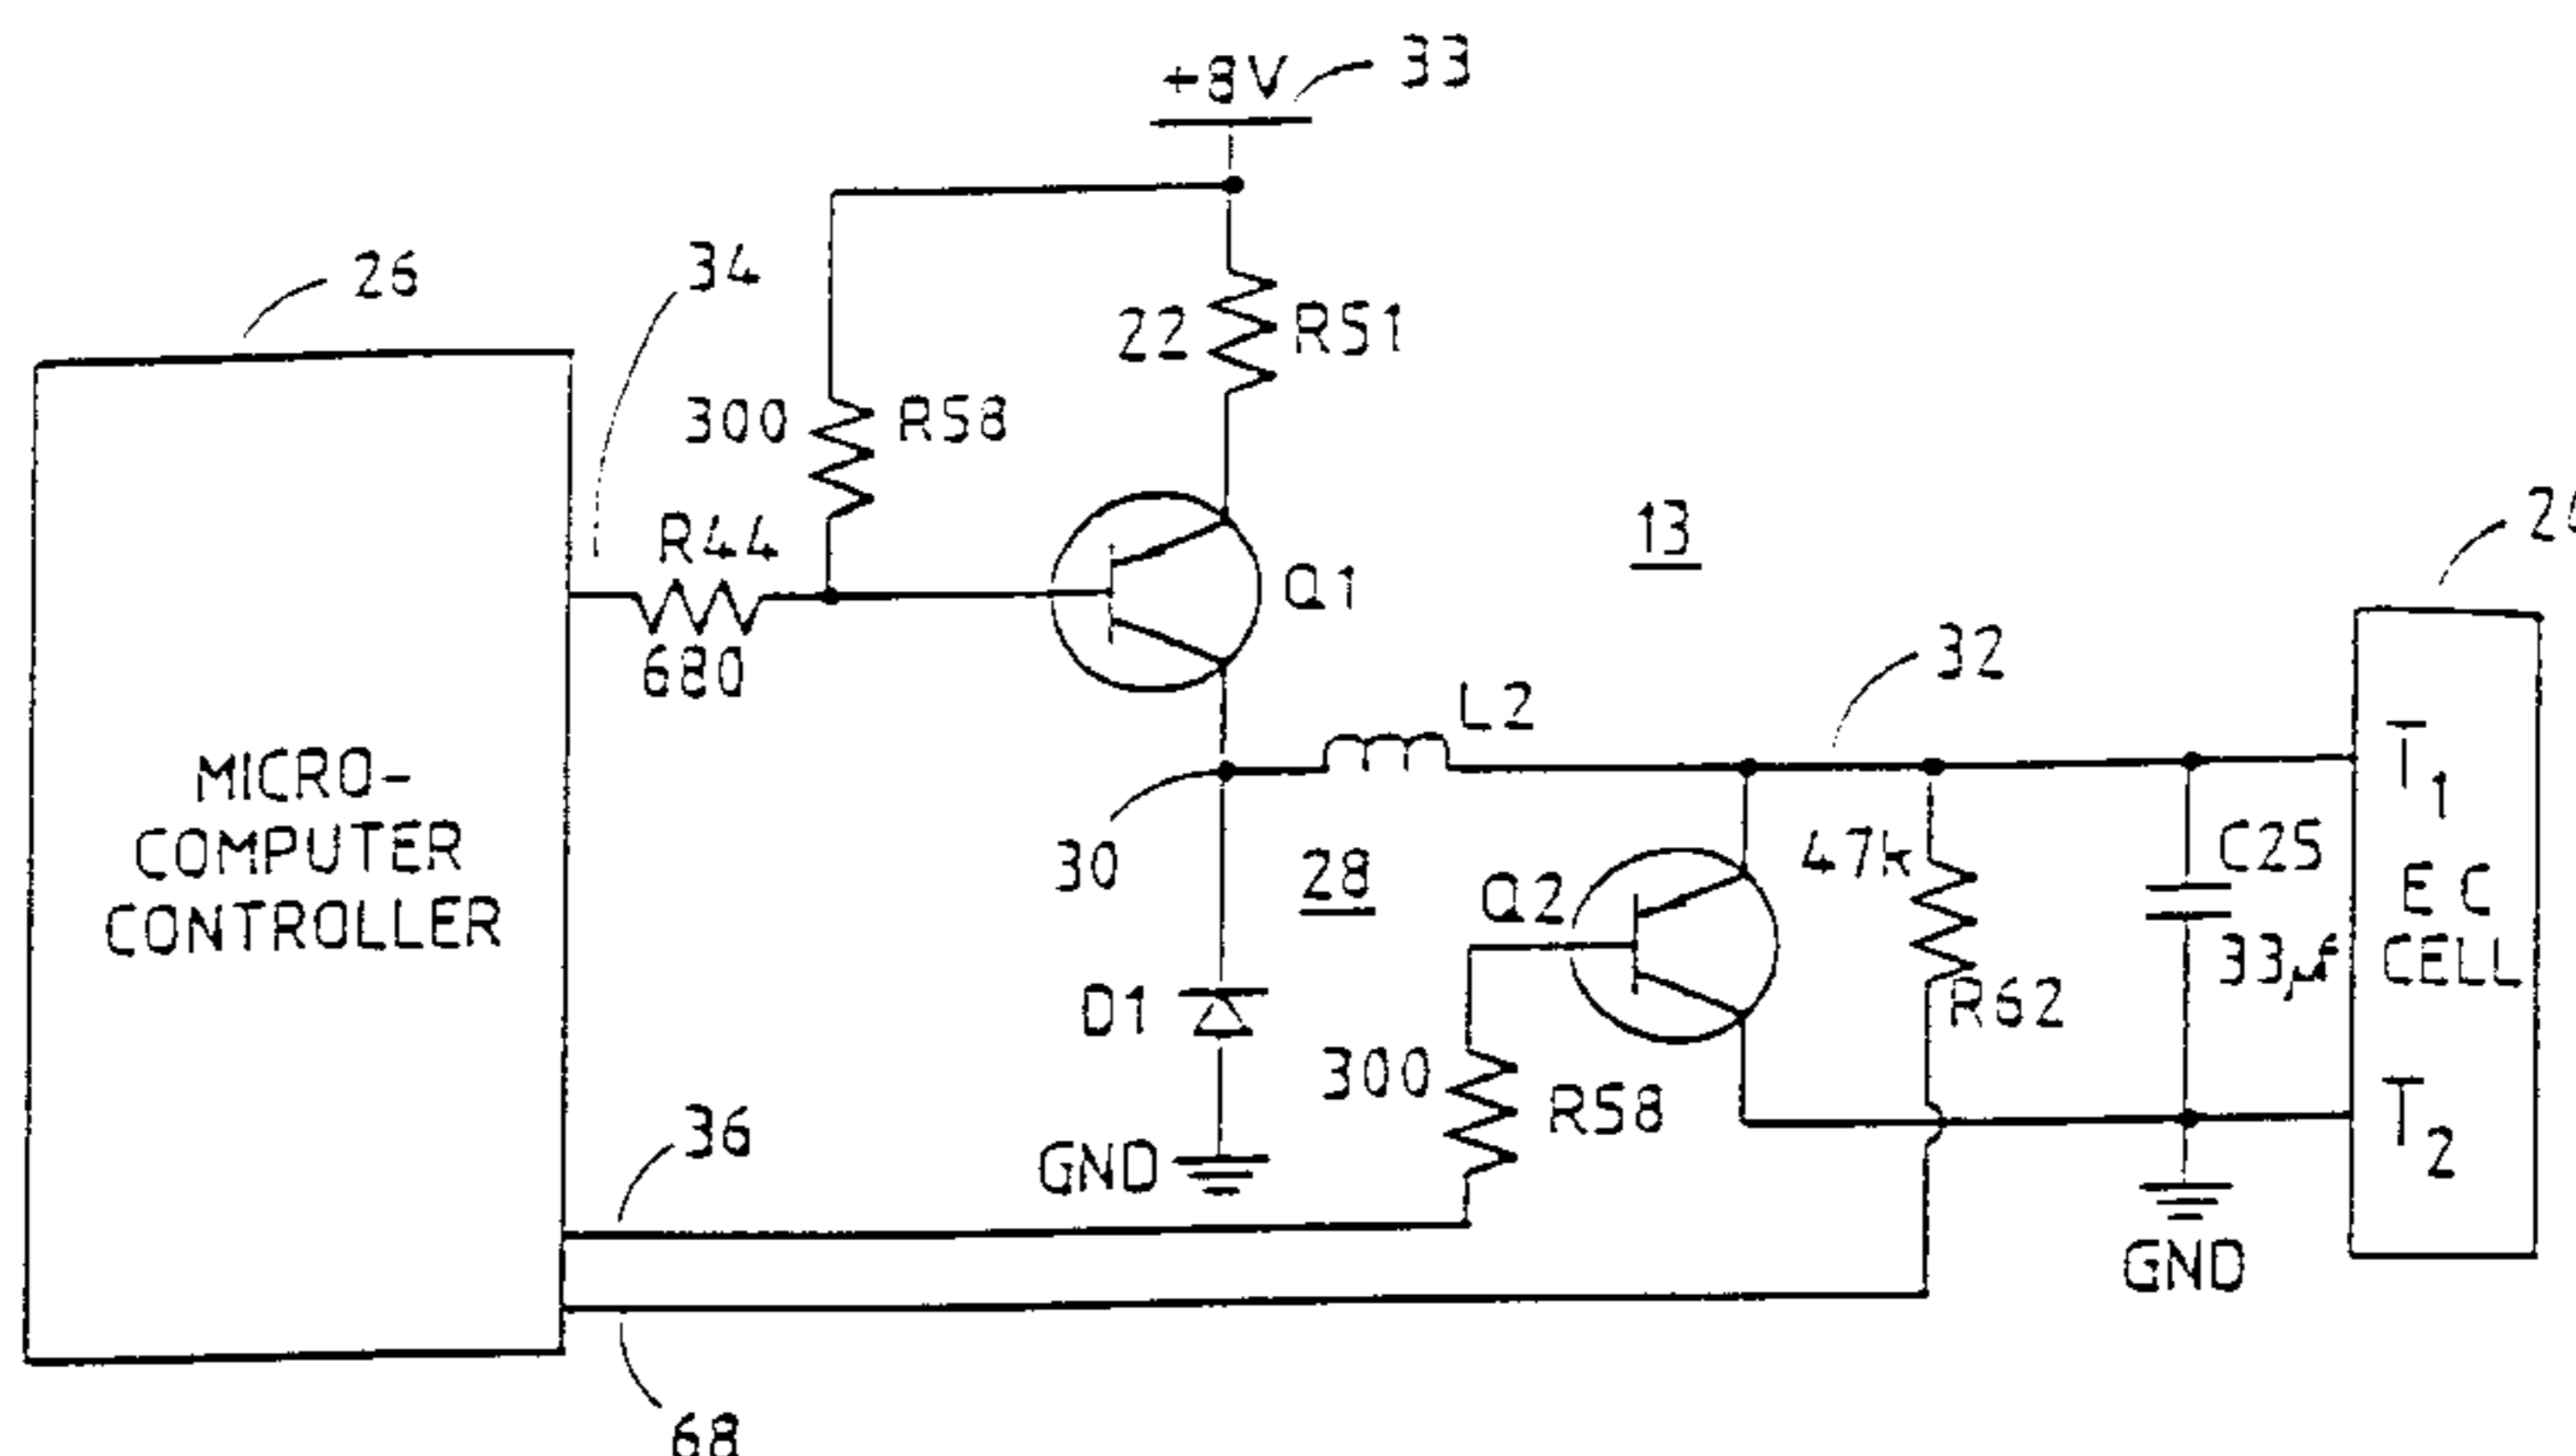 +8V
33
26
34
22
R51
300
R58
R44
680
Q1
13
32
L2
T1
MICRO-
COMPUTER
CONTROLLER
30
28
Q2
47k
C25
33µf
EC
CELL
D1
R62
300
R58
36
GND
T2
GND
68